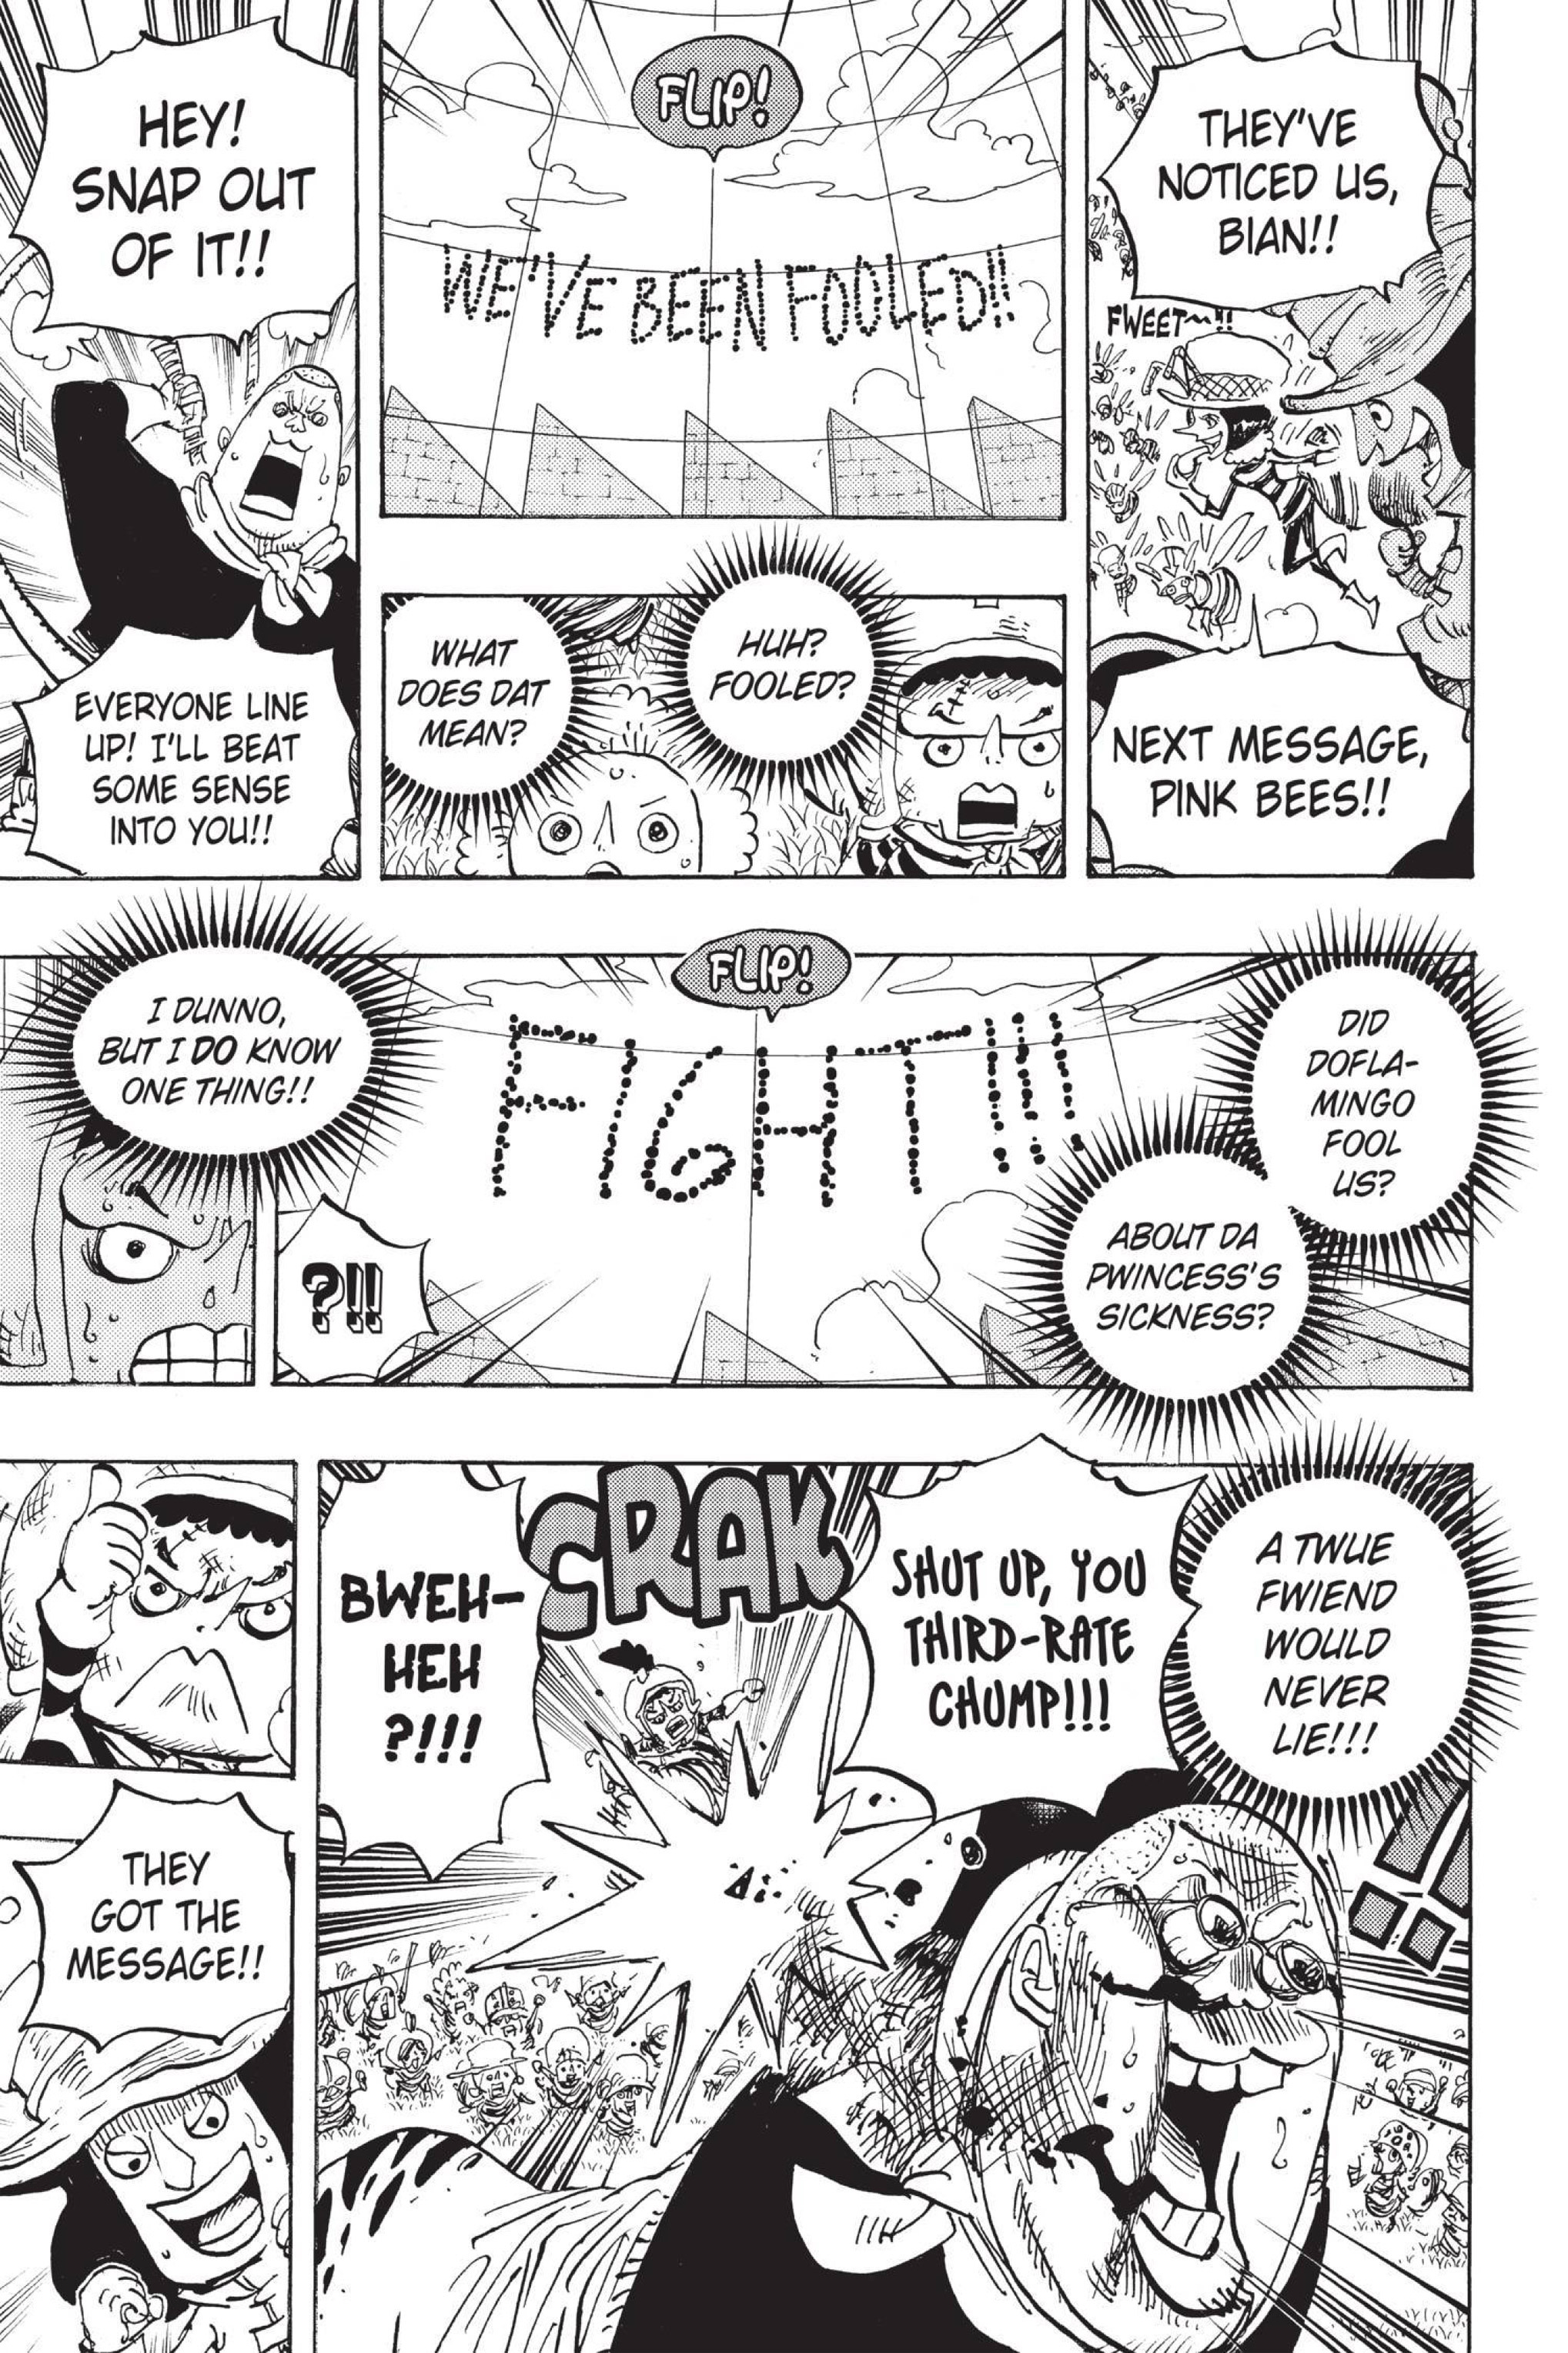 THEY'VE
NOTICED US,
BIAN!!
FWEET~!!
NEXT MESSAGE,
PINK BEES!!
FLIP!
WE'VE BEEN FOOLED!!
HUH?
FOOLED?
WHAT
DOES DAT
MEAN?
HEY!
SNAP OUT
OF IT!!
EVERYONE LINE
UP! I'LL BEAT
SOME SENSE
INTO YOU!!
DID
DOFLA-
MINGO
FOOL
US?
ABOUT DA
PWINCESS'S
SICKNESS?
FLIP!
FIGHT!!!
?!!
I DUNNO,
BUT I DO KNOW
ONE THING!!
A TWUE
FWIEND
WOULD
NEVER
LIE!!!
SHUT UP, YOU
THIRD-RATE
CHUMP!!!
CRAK
BWEH-
HEH
?!!!
!!
THEY
GOT THE
MESSAGE!!